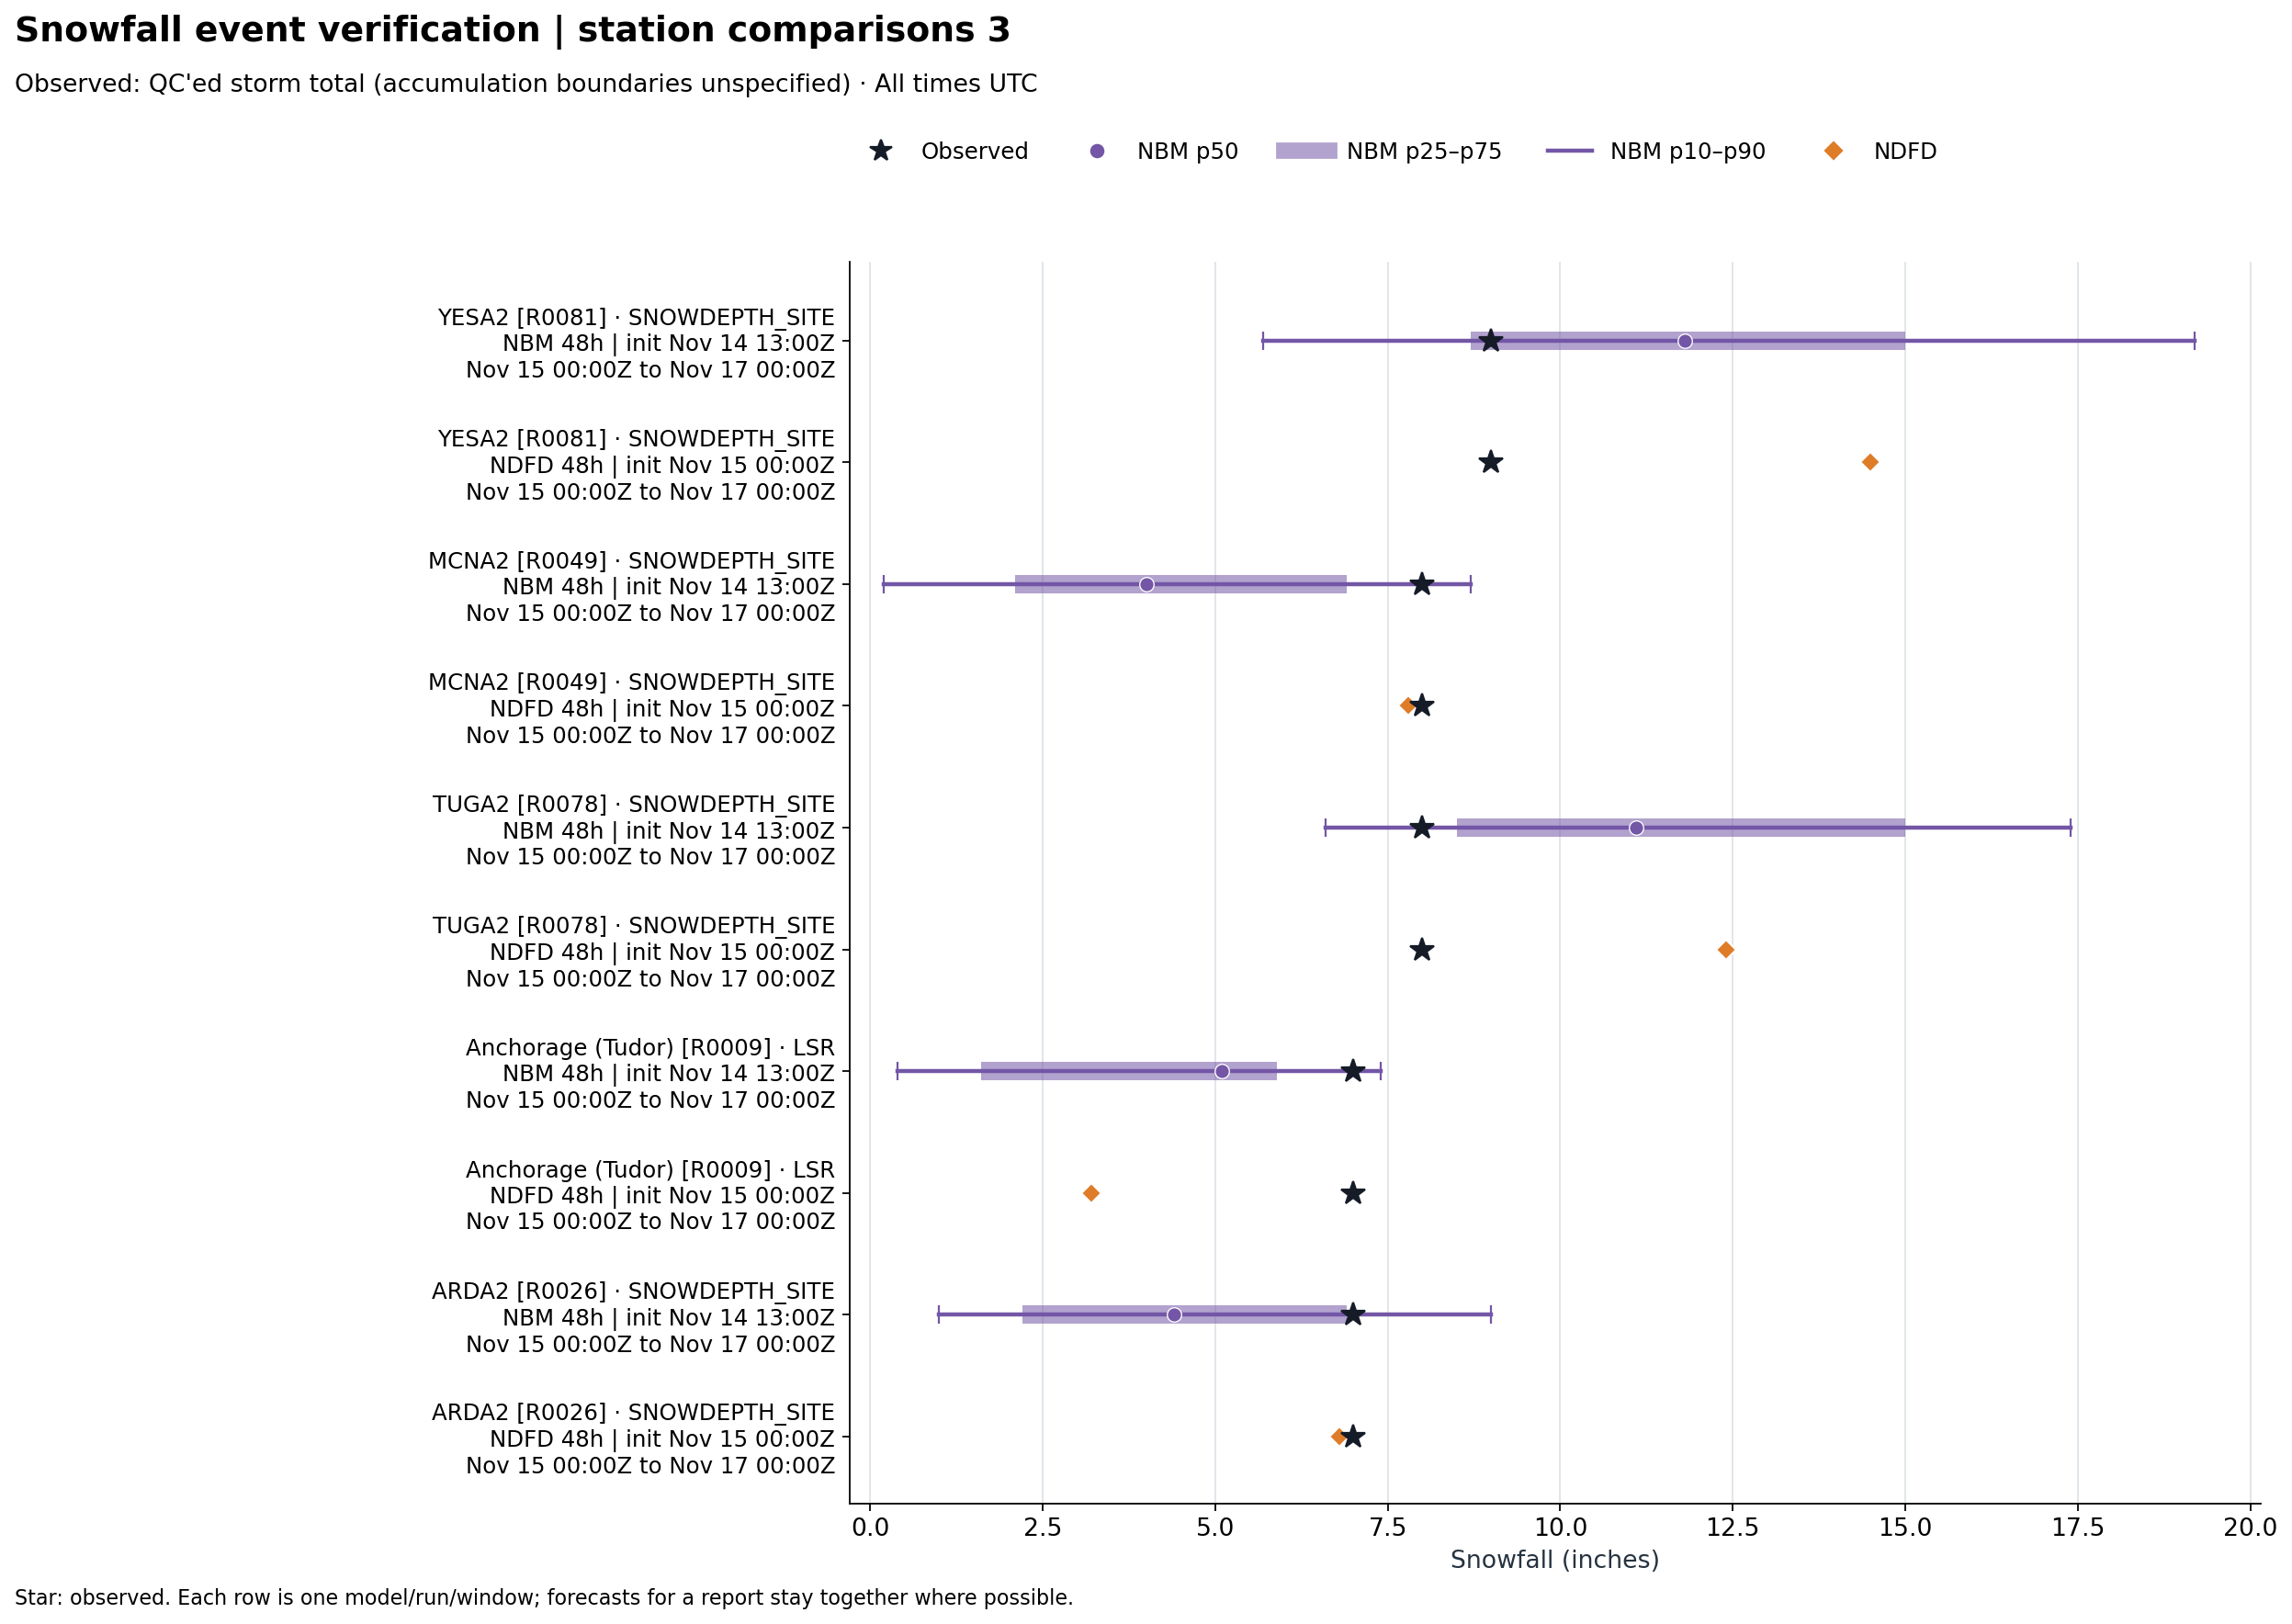 Snowfall event verification | station comparisons 3
Observed: QC'ed storm total (accumulation boundaries unspecified) · All times UTC
Observed
NBM p50
NBM p25–p75
NBM p10–p90
NDFD
YESA2 [R0081] · SNOWDEPTH_SITE
NBM 48h | init Nov 14 13:00Z
Nov 15 00:00Z to Nov 17 00:00Z
YESA2 [R0081] · SNOWDEPTH_SITE
NDFD 48h | init Nov 15 00:00Z
Nov 15 00:00Z to Nov 17 00:00Z
MCNA2 [R0049] · SNOWDEPTH_SITE
NBM 48h | init Nov 14 13:00Z
Nov 15 00:00Z to Nov 17 00:00Z
MCNA2 [R0049] · SNOWDEPTH_SITE
NDFD 48h | init Nov 15 00:00Z
Nov 15 00:00Z to Nov 17 00:00Z
TUGA2 [R0078] · SNOWDEPTH_SITE
NBM 48h | init Nov 14 13:00Z
Nov 15 00:00Z to Nov 17 00:00Z
TUGA2 [R0078] · SNOWDEPTH_SITE
NDFD 48h | init Nov 15 00:00Z
Nov 15 00:00Z to Nov 17 00:00Z
Anchorage (Tudor) [R0009] · LSR
NBM 48h | init Nov 14 13:00Z
Nov 15 00:00Z to Nov 17 00:00Z
Anchorage (Tudor) [R0009] · LSR
NDFD 48h | init Nov 15 00:00Z
Nov 15 00:00Z to Nov 17 00:00Z
ARDA2 [R0026] · SNOWDEPTH_SITE
NBM 48h | init Nov 14 13:00Z
Nov 15 00:00Z to Nov 17 00:00Z
ARDA2 [R0026] · SNOWDEPTH_SITE
NDFD 48h | init Nov 15 00:00Z
Nov 15 00:00Z to Nov 17 00:00Z
0.0 2.5 5.0 7.5 10.0 12.5 15.0 17.5 20.0
Snowfall (inches)
Star: observed. Each row is one model/run/window; forecasts for a report stay together where possible.